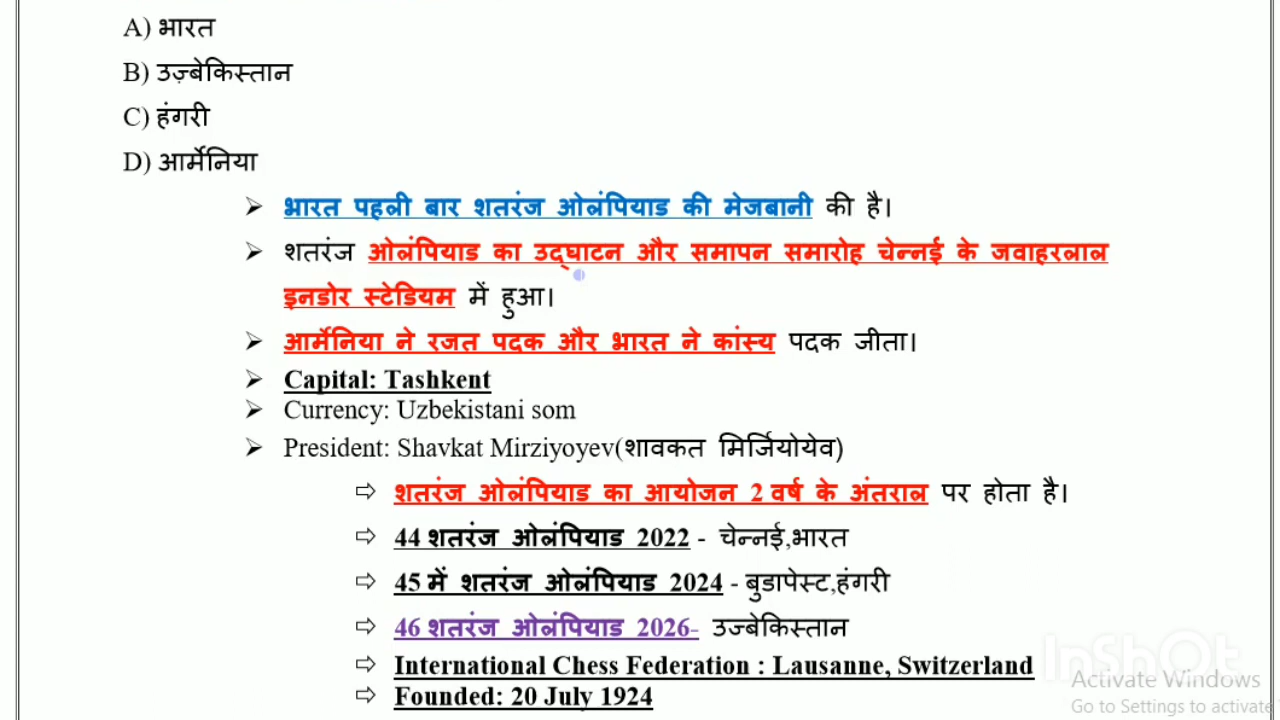 A) भारत
B) उज़्बेकिस्तान
C) हंगरी
D) आर्मेनिया
➢ भारत पहली बार शतरंज ओलंपियाड की मेजबानी की है।
➢ शतरंज ओलंपियाड का उद्घाटन और समापन समारोह चेन्नई के जवाहरलाल
इनडोर स्टेडियम में हुआ।
➢ आर्मेनिया ने रजत पदक और भारत ने कांस्य पदक जीता।
➢ Capital: Tashkent
➢ Currency: Uzbekistani som
➢ President: Shavkat Mirziyoyev(शावकत मिर्जियोयेव)
⇨ शतरंज ओलंपियाड का आयोजन 2 वर्ष के अंतराल पर होता है।
⇨ 44 शतरंज ओलंपियाड 2022 - चेन्नई,भारत
⇨ 45 में शतरंज ओलंपियाड 2024 - बुडापेस्ट,हंगरी
⇨ 46 शतरंज ओलंपियाड 2026- उज्बेकिस्तान
⇨ International Chess Federation : Lausanne, Switzerland
⇨ Founded: 20 July 1924
InShOt
Activate Windows
Go to Settings to activate